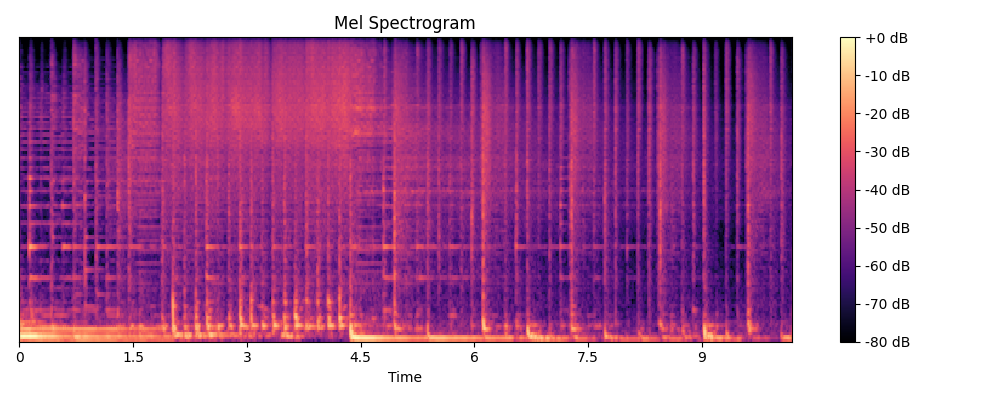 Mel Spectrogram
+0 dB
-10 dB
-20 dB
-30 dB
-40 dB
-50 dB
-60 dB
-70 dB
-80 dB
0 1.5 3 4.5 6 7.5 9
Time